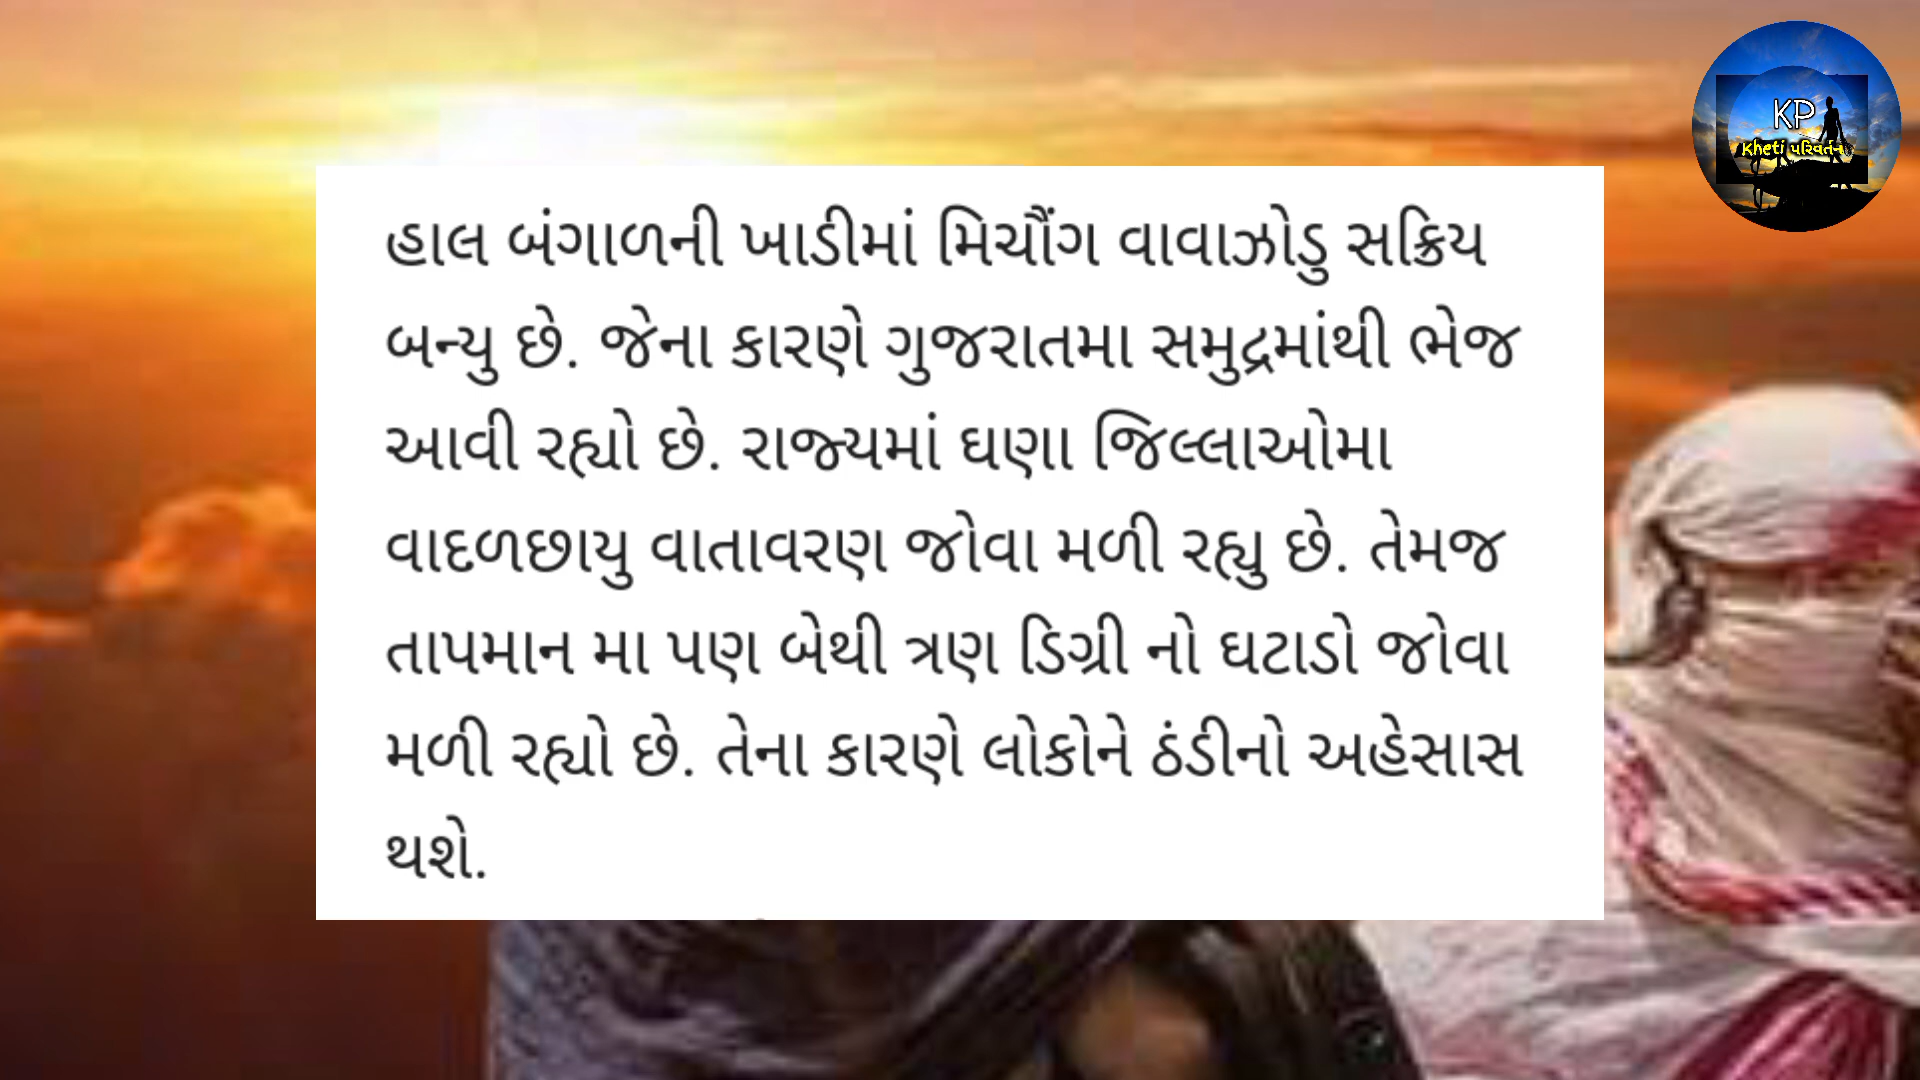 KP
Kheti પરિવર્તન
હાલ બંગાળની ખાડીમાં મિચૌંગ વાવાઝોડુ સક્રિય
બન્યુ છે. જેના કારણે ગુજરાતમા સમુદ્રમાંથી ભેજ
આવી રહ્યો છે. રાજ્યમાં ઘણા જિલ્લાઓમા
વાદળછાયુ વાતાવરણ જોવા મળી રહ્યુ છે. તેમજ
તાપમાન મા પણ બેથી ત્રણ ડિગ્રી નો ઘટાડો જોવા
મળી રહ્યો છે. તેના કારણે લોકોને ઠંડીનો અહેસાસ
થશે.